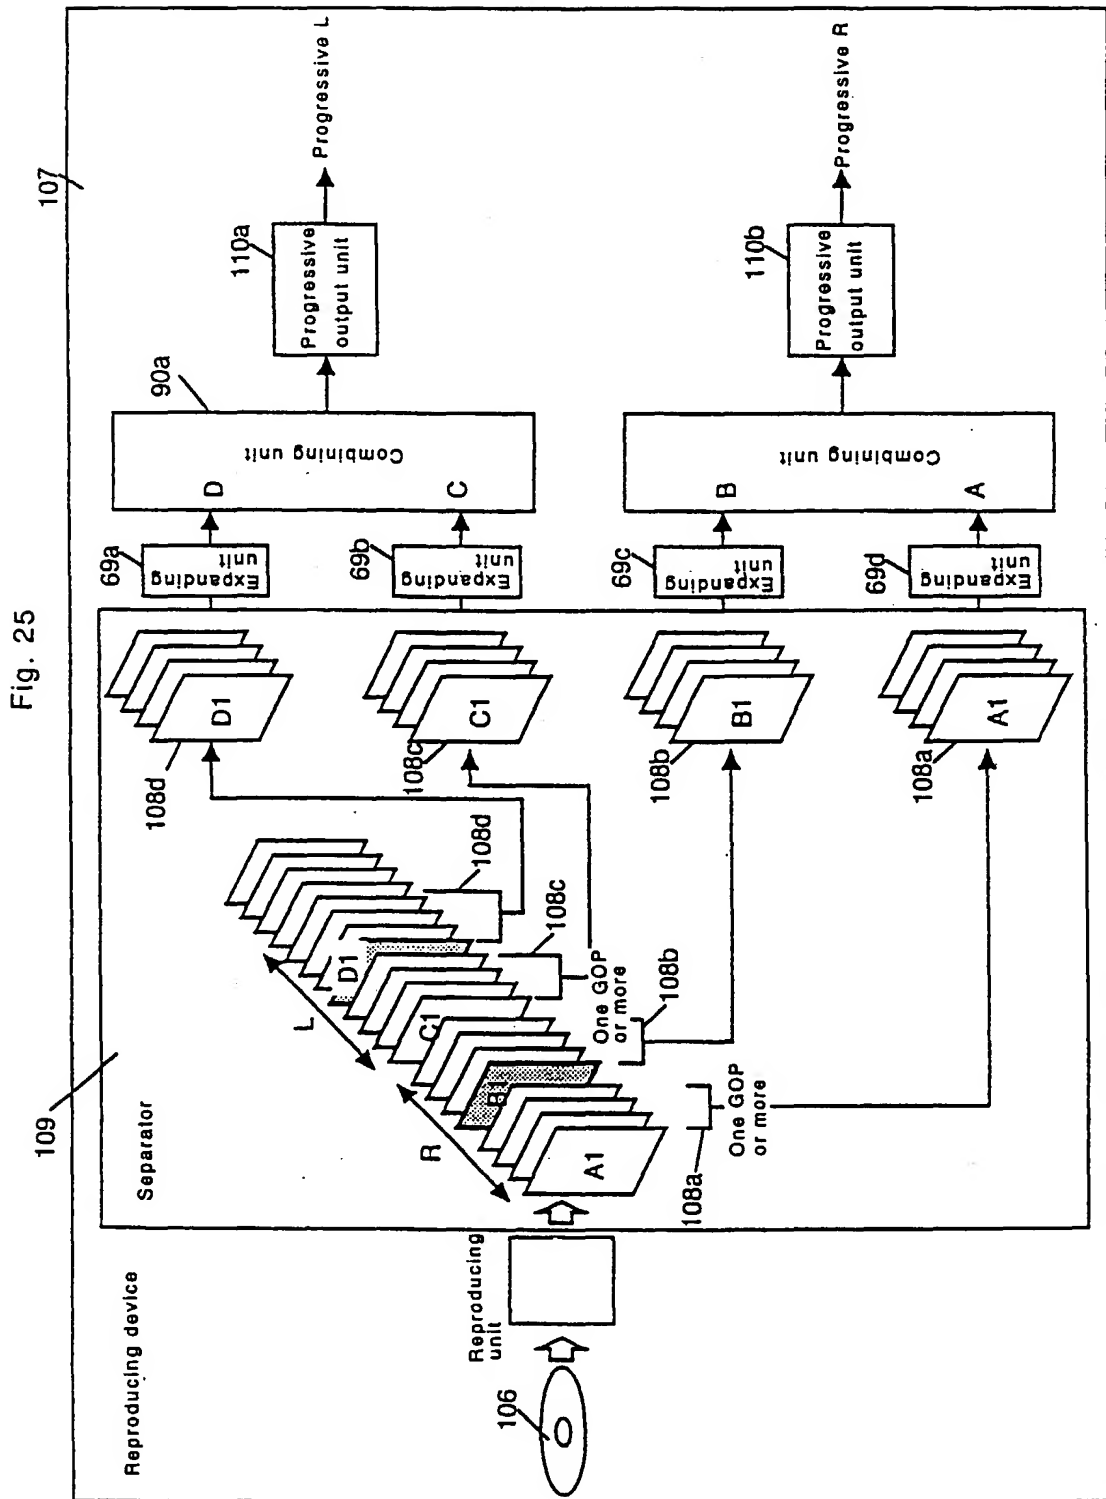 Fig. 25
107
Reproducing device
109
Separator
106
Reproducing
unit
R
L
A1
B1
C1
D1
108a
One GOP
or more
108b
One GOP
or more
108c
108d
108d
D1
108c
C1
108b
B1
108a
A1
69a
Expanding
unit
69b
Expanding
unit
69c
Expanding
unit
69d
Expanding
unit
90a
D
C
Combining unit
B
A
Combining unit
110a
Progressive
output unit
Progressive L
110b
Progressive
output unit
Progressive R